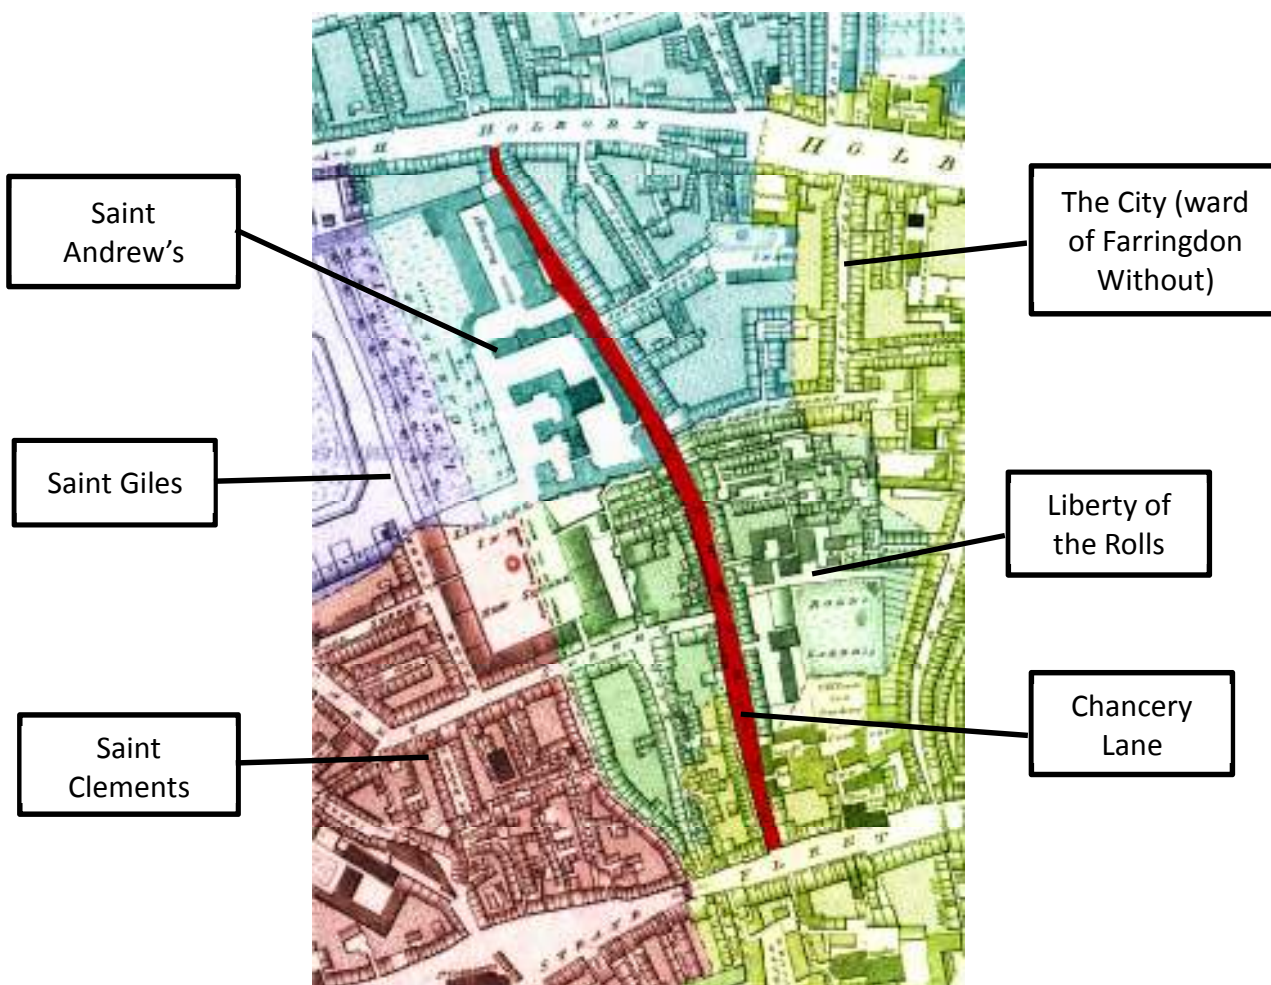 HOLBORN
HOLB
Saint
Andrew’s
The City (ward
of Farringdon
Without)
Saint Giles
Liberty of
the Rolls
Saint
Clements
Chancery
Lane
FLEET
STRAND